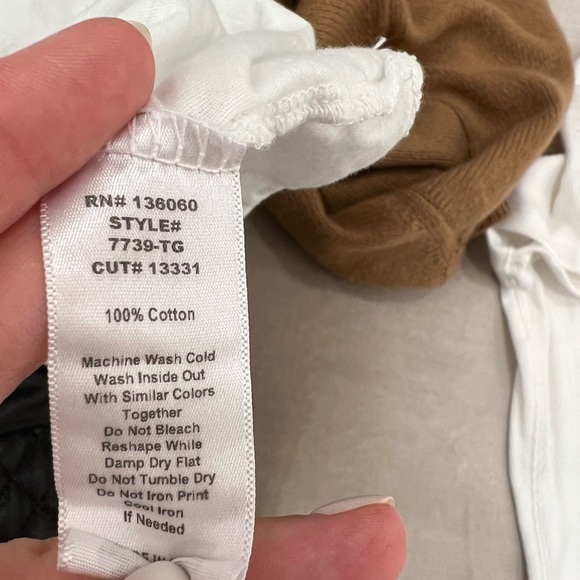 RN# 136060
STYLE#
7739-TG
CUT# 13331
100% Cotton
Machine Wash Cold
Wash Inside Out
With Similar Colors
Together
Do Not Bleach
Reshape While
Damp Dry Flat
Do Not Tumble Dry
Do Not Iron Print
Cool Iron
If Needed